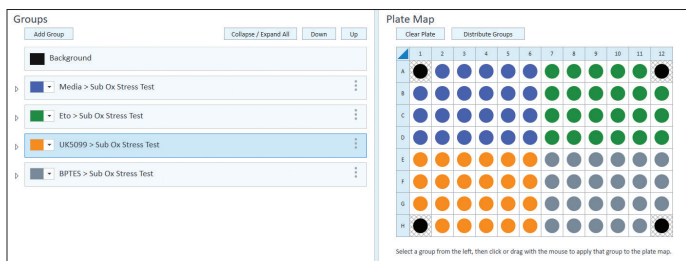 Groups
Add Group
Collapse / Expand All
Down
Up
Background
Media > Sub Ox Stress Test
Eto > Sub Ox Stress Test
UK5099 > Sub Ox Stress Test
BPTES > Sub Ox Stress Test
Plate Map
Clear Plate
Distribute Groups
1 2 3 4 5 6 7 8 9 10 11 12
A
B
C
D
E
F
G
H
Select a group from the left, then click or drag with the mouse to apply that group to the plate map.